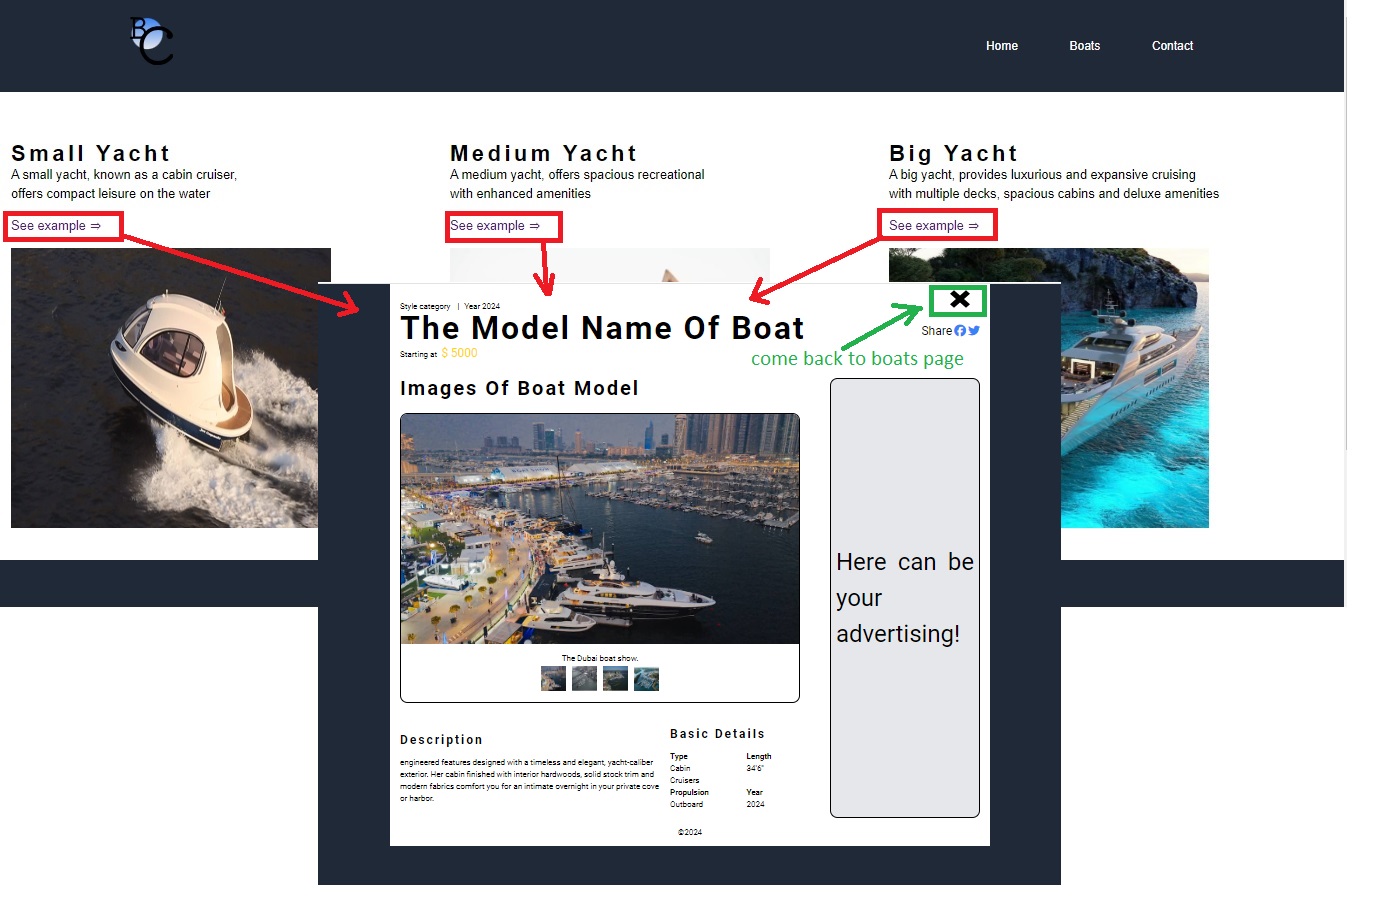 BC
Home Boats Contact
Small Yacht
A small yacht, known as a cabin cruiser,
offers compact leisure on the water
See example ⇒
Medium Yacht
A medium yacht, offers spacious recreational
with enhanced amenities
See example ⇒
Big Yacht
A big yacht, provides luxurious and expansive cruising
with multiple decks, spacious cabins and deluxe amenities
See example ⇒
Style category | Year 2024
The Model Name Of Boat
Starting at $ 5000
Share
come back to boats page
Images Of Boat Model
The Dubai boat show.
Here can be
your
advertising!
Description
engineered features designed with a timeless and elegant, yacht-caliber
exterior. Her cabin finished with interior hardwoods, solid stock trim and
modern fabrics comfort you for an intimate overnight in your private cove
or harbor.
Basic Details
Type Length
Cabin 34'6"
Cruisers
Propulsion Year
Outboard 2024
©2024